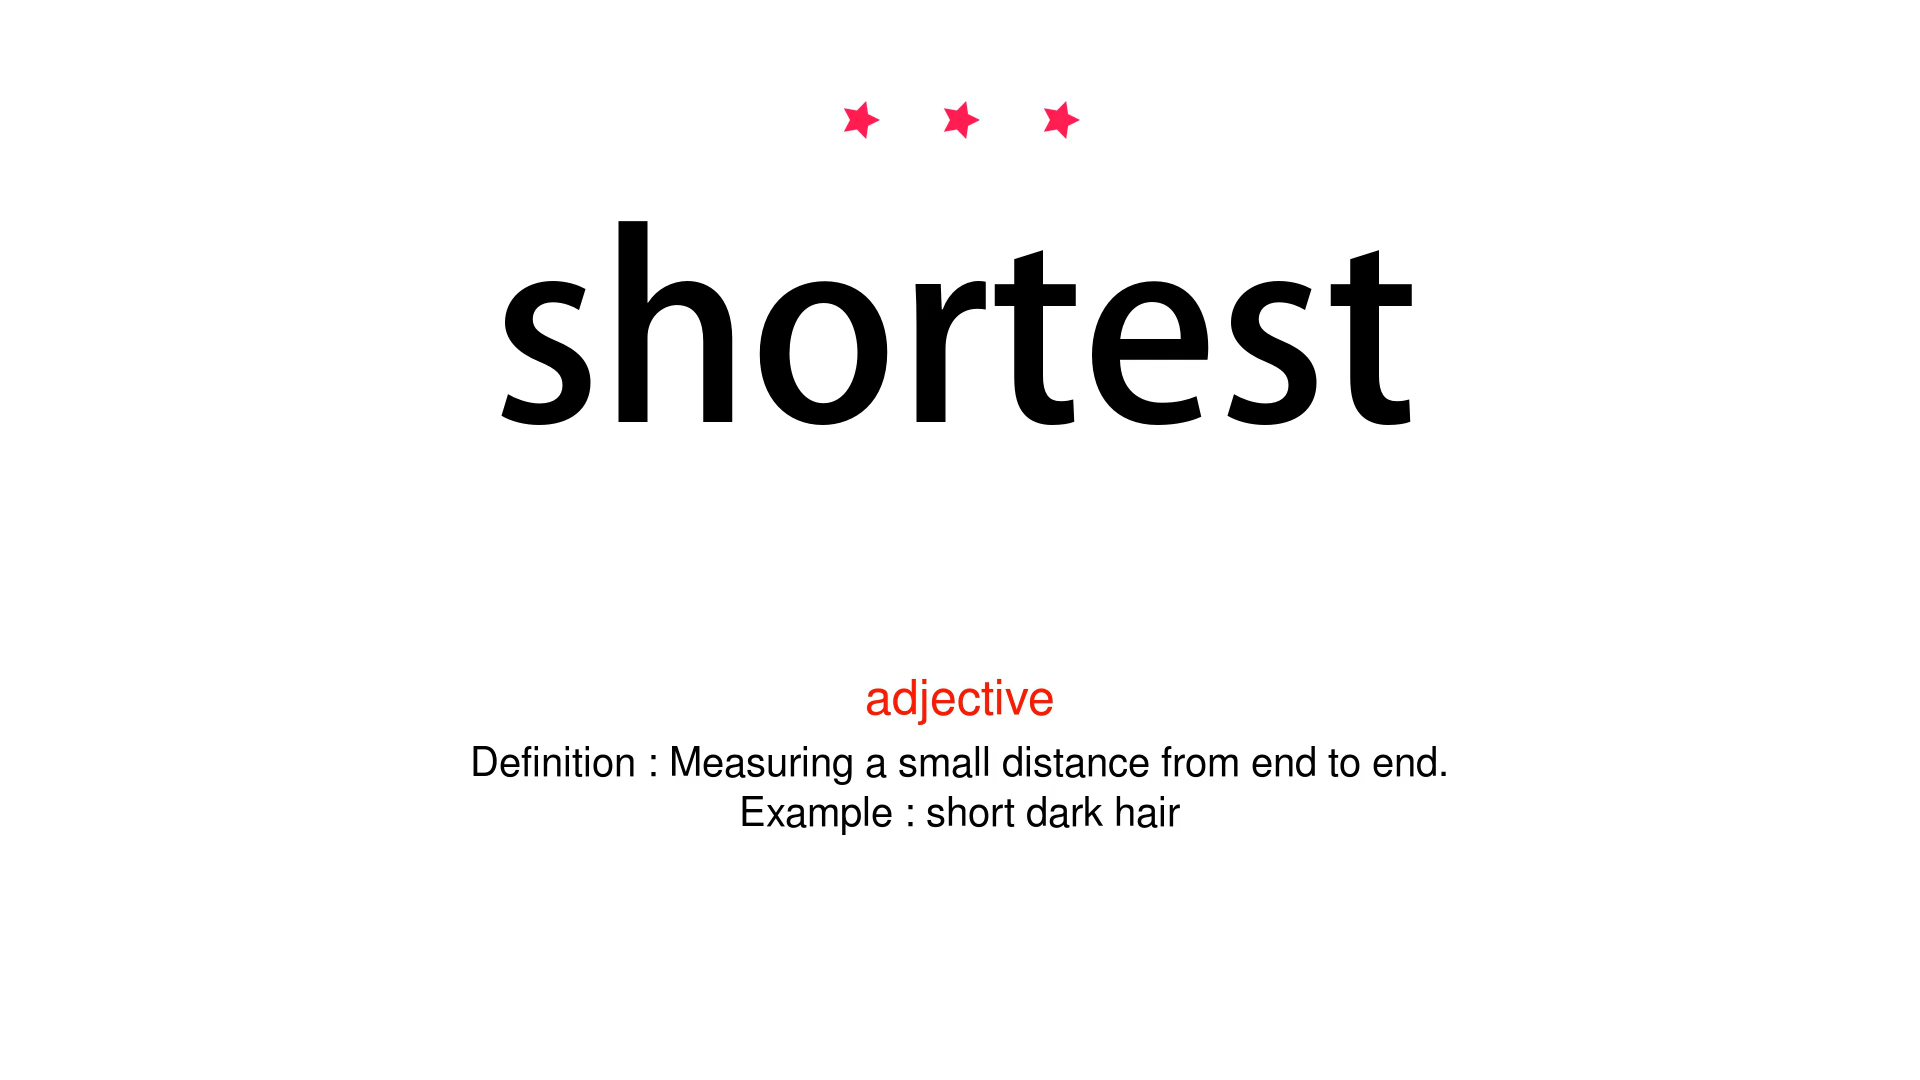 shortest
adjective
Definition : Measuring a small distance from end to end.
Example : short dark hair